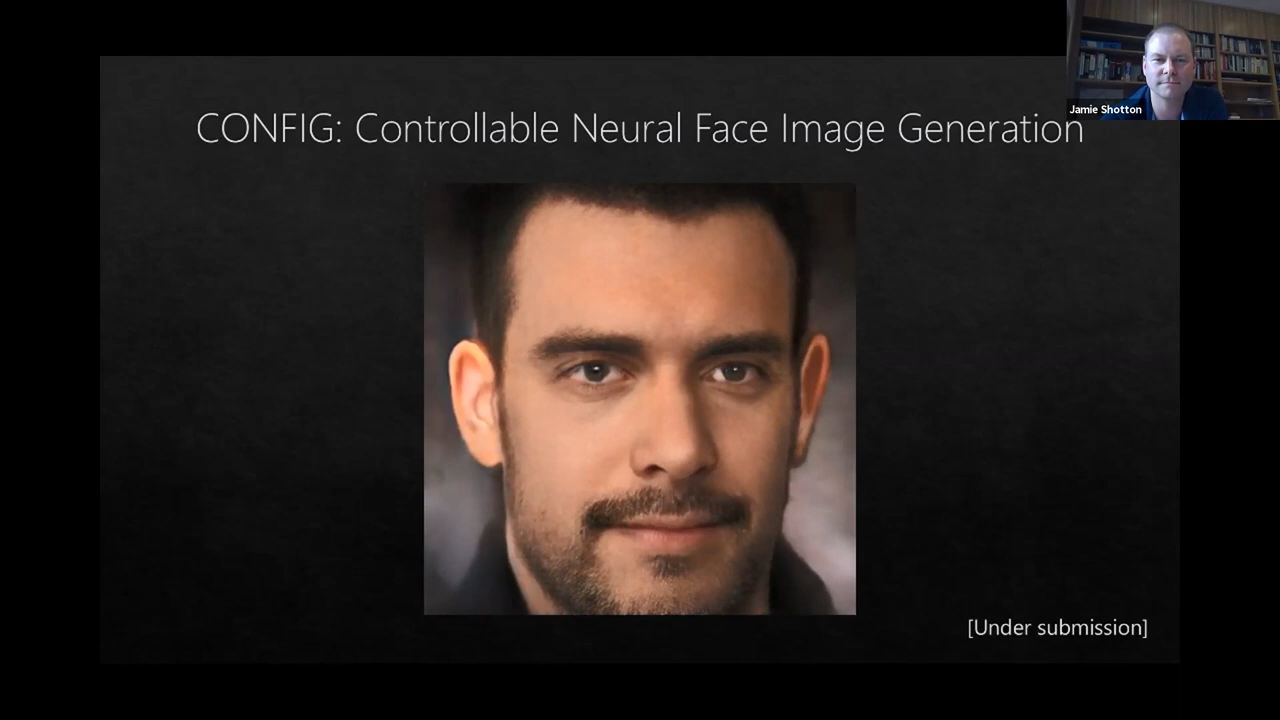 Jamie Shotton
CONFIG: Controllable Neural Face Image Generation
[Under submission]